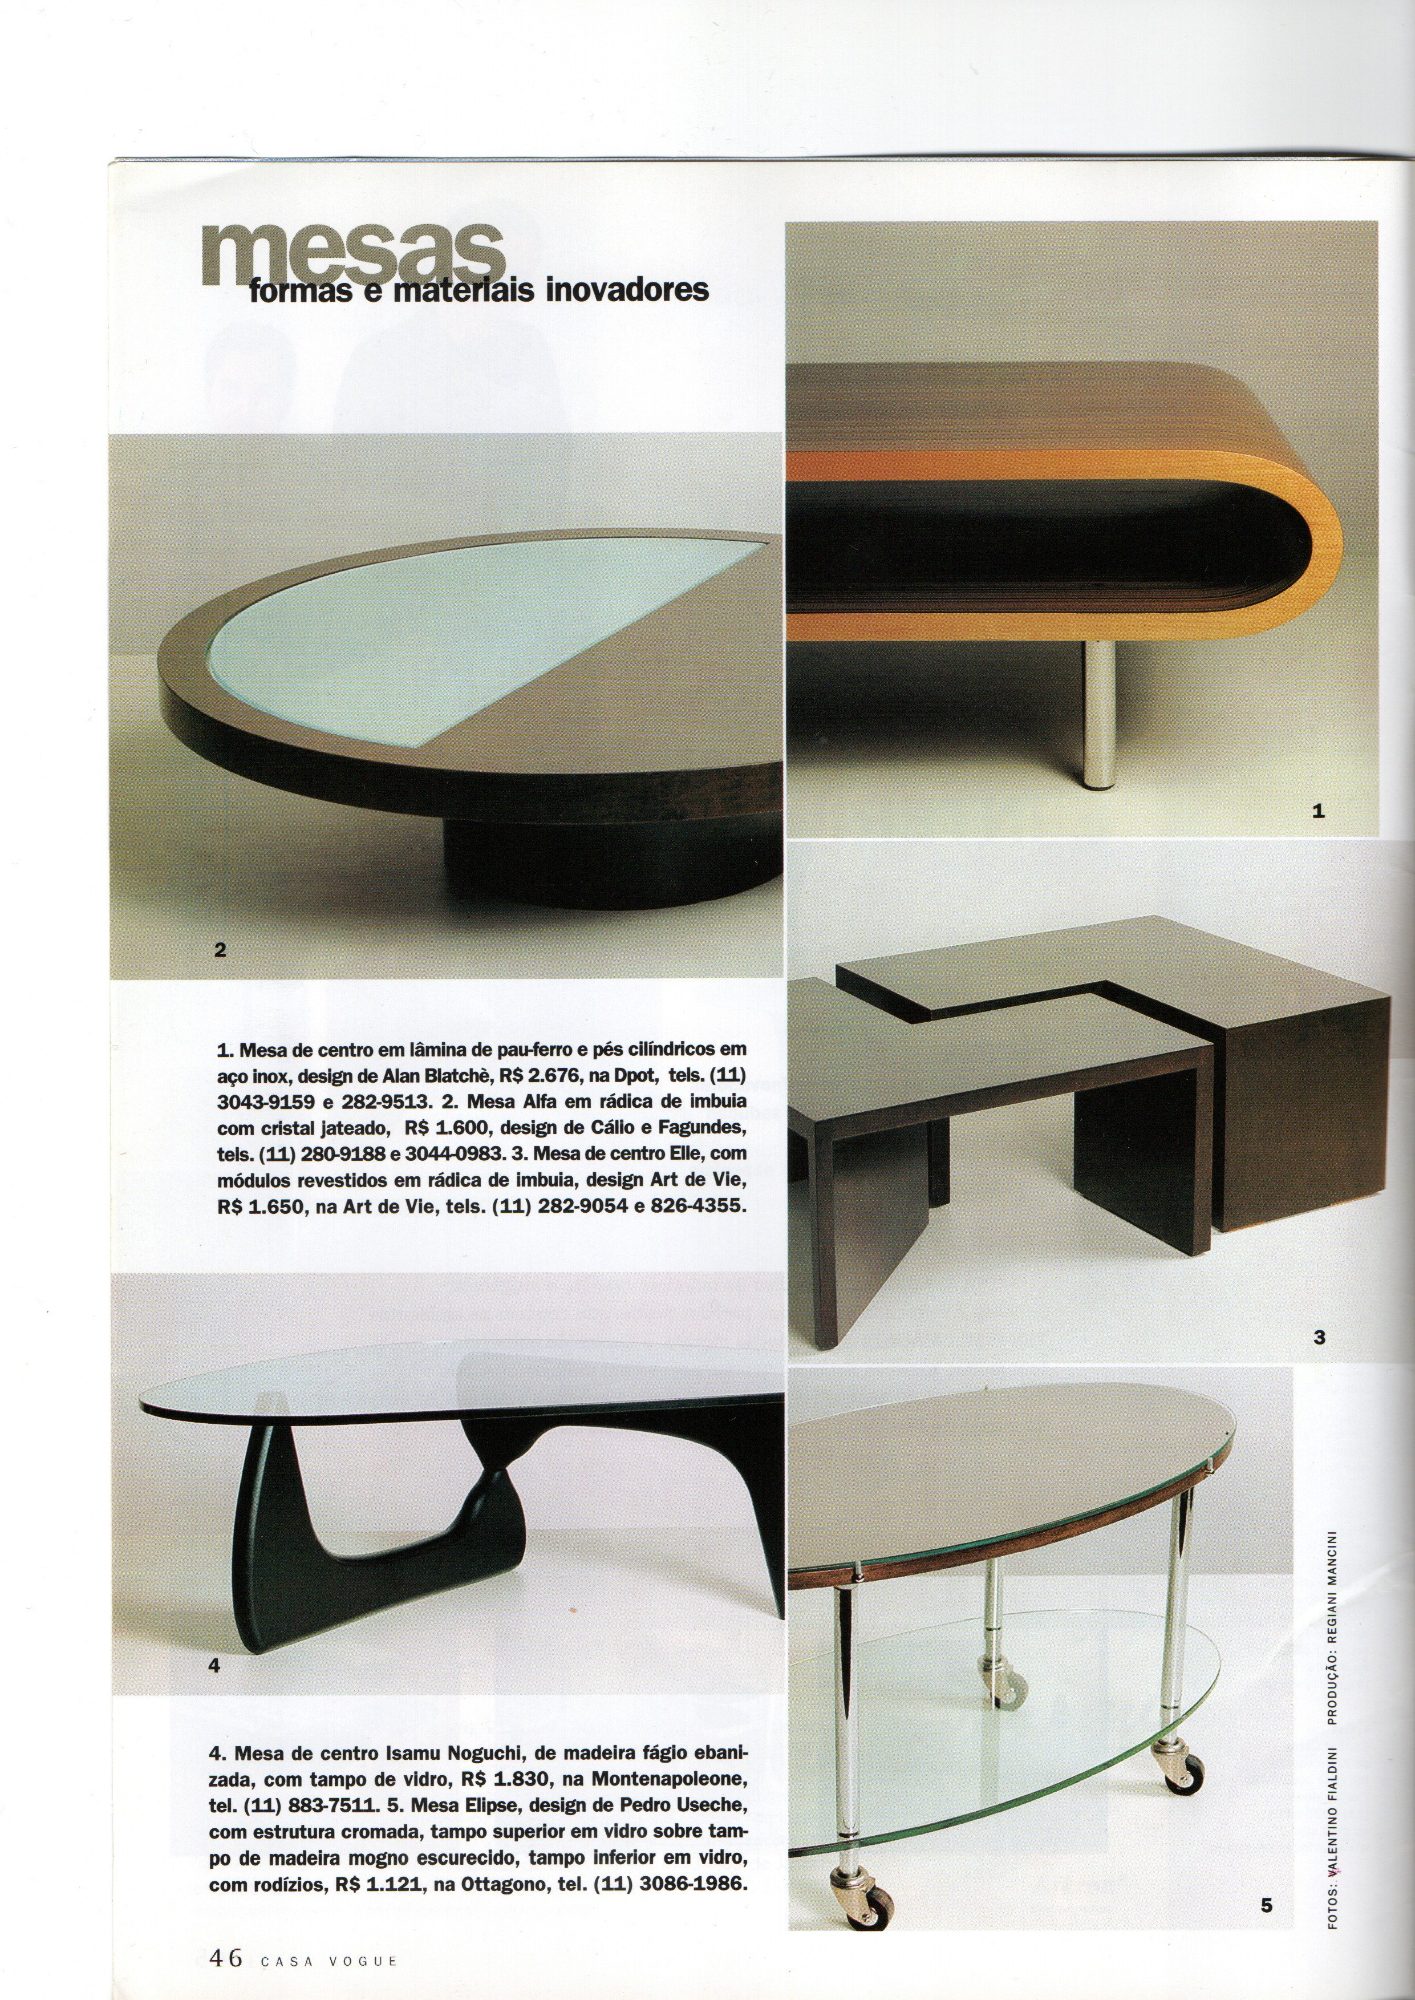 mesas
formas e materiais inovadores
1
2
1. Mesa de centro em lâmina de pau-ferro e pés cilíndricos em
aço inox, design de Alan Blatchè, R$ 2.676, na Dpot, tels. (11)
3043-9159 e 282-9513. 2. Mesa Alfa em rádica de imbuia
com cristal jateado, R$ 1.600, design de Cálio e Fagundes,
tels. (11) 280-9188 e 3044-0983. 3. Mesa de centro Elle, com
módulos revestidos em rádica de imbuia, design Art de Vie,
R$ 1.650, na Art de Vie, tels. (11) 282-9054 e 826-4355.
3
4
4. Mesa de centro Isamu Noguchi, de madeira fágio ebani-
zada, com tampo de vidro, R$ 1.830, na Montenapoleone,
tel. (11) 883-7511. 5. Mesa Elipse, design de Pedro Useche,
com estrutura cromada, tampo superior em vidro sobre tam-
po de madeira mogno escurecido, tampo inferior em vidro,
com rodízios, R$ 1.121, na Ottagono, tel. (11) 3086-1986.
5
FOTOS: VALENTINO FIALDINI PRODUÇÃO: REGIANI MANCINI
46 CASA VOGUE